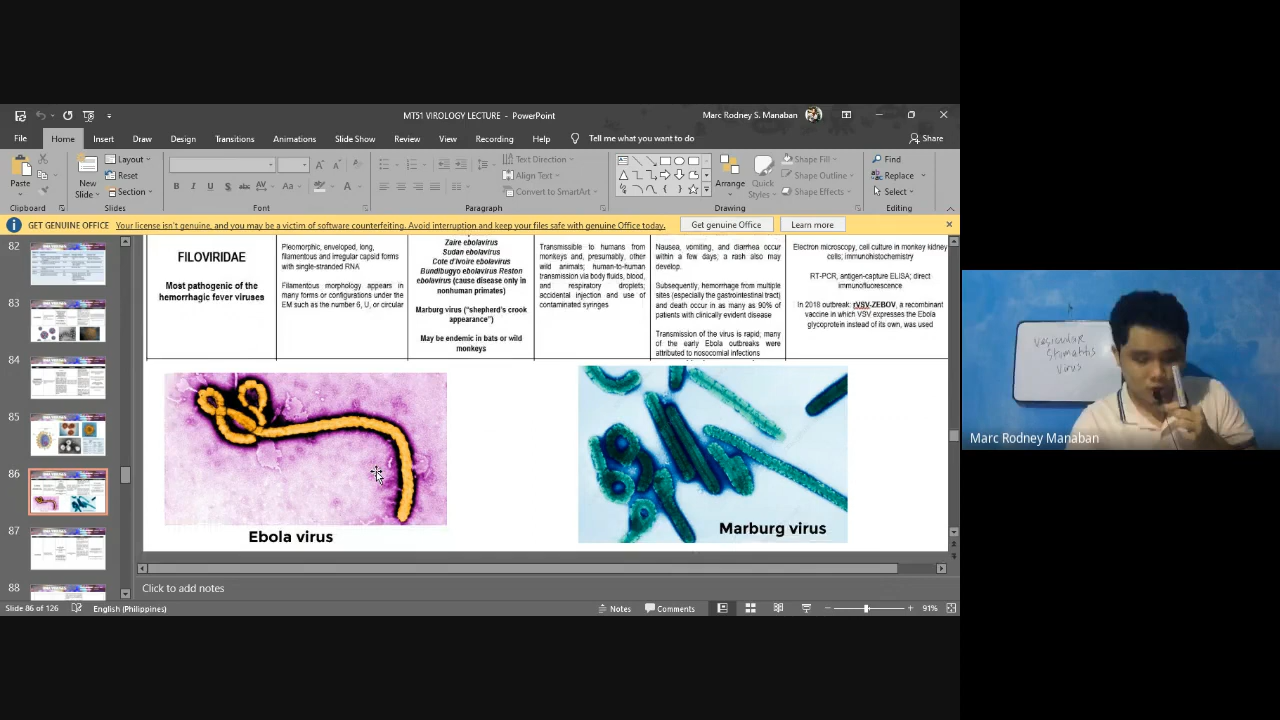 MT51 VIROLOGY LECTURE - PowerPoint
Marc Rodney S. Manaban
File
Home
Insert
Draw
Design
Transitions
Animations
Slide Show
Review
View
Recording
Help
Tell me what you want to do
Share
Paste
Clipboard
New
Slide
Layout
Reset
Section
Slides
B I U S abc AV Aa A
Font
Paragraph
Text Direction
Align Text
Convert to SmartArt
Arrange
Quick
Styles
Shape Fill
Shape Outline
Shape Effects
Drawing
Find
Replace
Select
Editing
GET GENUINE OFFICE Your license isn't genuine, and you may be a victim of software counterfeiting. Avoid interruption and keep your files safe with genuine Office today.
Get genuine Office
Learn more
82
83
84
85
86
87
88
FILOVIRIDAE
Most pathogenic of the
hemorrhagic fever viruses
Pleomorphic, enveloped, long,
filamentous and irregular capsid forms
with single-stranded RNA
Filamentous morphology appears in
many forms or configurations under the
EM such as the number 6, U, or circular
Zaire ebolavirus
Sudan ebolavirus
Cote d'Ivoire ebolavirus
Bundibugyo ebolavirus Reston
ebolavirus (cause disease only in
nonhuman primates)
Marburg virus ("shepherd's crook
appearance")
May be endemic in bats or wild
monkeys
Transmissible to humans from
monkeys and, presumably, other
wild animals; human-to-human
transmission via body fluids, blood,
and respiratory droplets;
accidental injection and use of
contaminated syringes
Nausea, vomiting, and diarrhea occur
within a few days; a rash also may
develop.
Subsequently, hemorrhage from multiple
sites (especially the gastrointestinal tract)
and death occur in as many as 90% of
patients with clinically evident disease
Transmission of the virus is rapid; many
of the early Ebola outbreaks were
attributed to nosocomial infections
Electron microscopy, cell culture in monkey kidney
cells; immunohistochemistry
RT-PCR, antigen-capture ELISA; direct
immunofluorescence
In 2018 outbreak: rVSV-ZEBOV, a recombinant
vaccine in which VSV expresses the Ebola
glycoprotein instead of its own, was used
Ebola virus
Marburg virus
Click to add notes
Slide 86 of 126
English (Philippines)
Notes
Comments
91%
Vesicular
Stomatitis
Virus
Marc Rodney Manaban